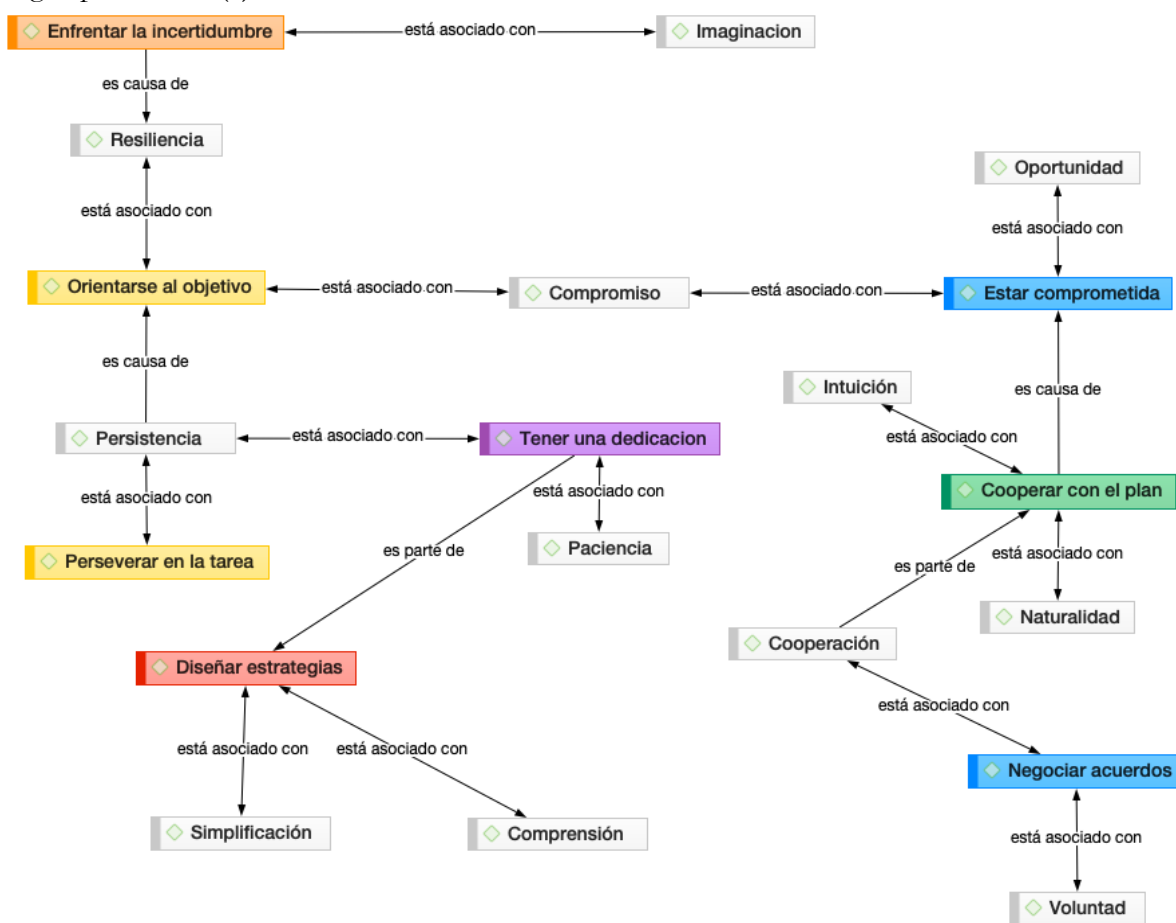 Enfrentar la incertidumbre
está asociado con
Imaginacion
es causa de
Resiliencia
Oportunidad
está asociado con
está asociado con
Orientarse al objetivo
está asociado con
Compromiso
está asociado con
Estar comprometida
es causa de
Intuición
es causa de
Persistencia
está asociado con
Tener una dedicacion
está asociado con
Cooperar con el plan
está asociado con
está asociado con
Paciencia
es parte de
está asociado con
es parte de
Perseverar en la tarea
Naturalidad
Cooperación
Diseñar estrategias
está asociado con
está asociado con
está asociado con
Negociar acuerdos
Simplificación
Comprensión
está asociado con
Voluntad